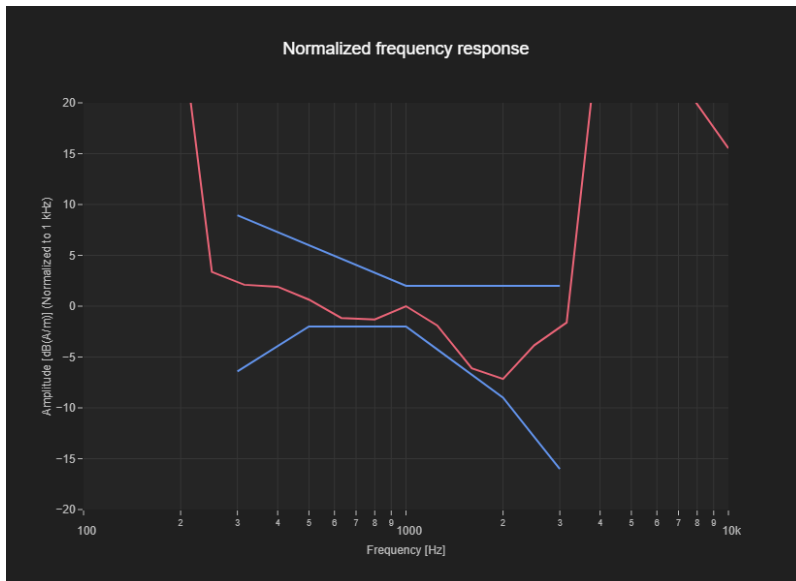 Normalized frequency response
Amplitude [dB(A/m)] (Normalized to 1 kHz)
20
15
10
5
0
−5
−10
−15
−20
100 2 3 4 5 6 7 8 9 1000 2 3 4 5 6 7 8 9 10k
Frequency [Hz]